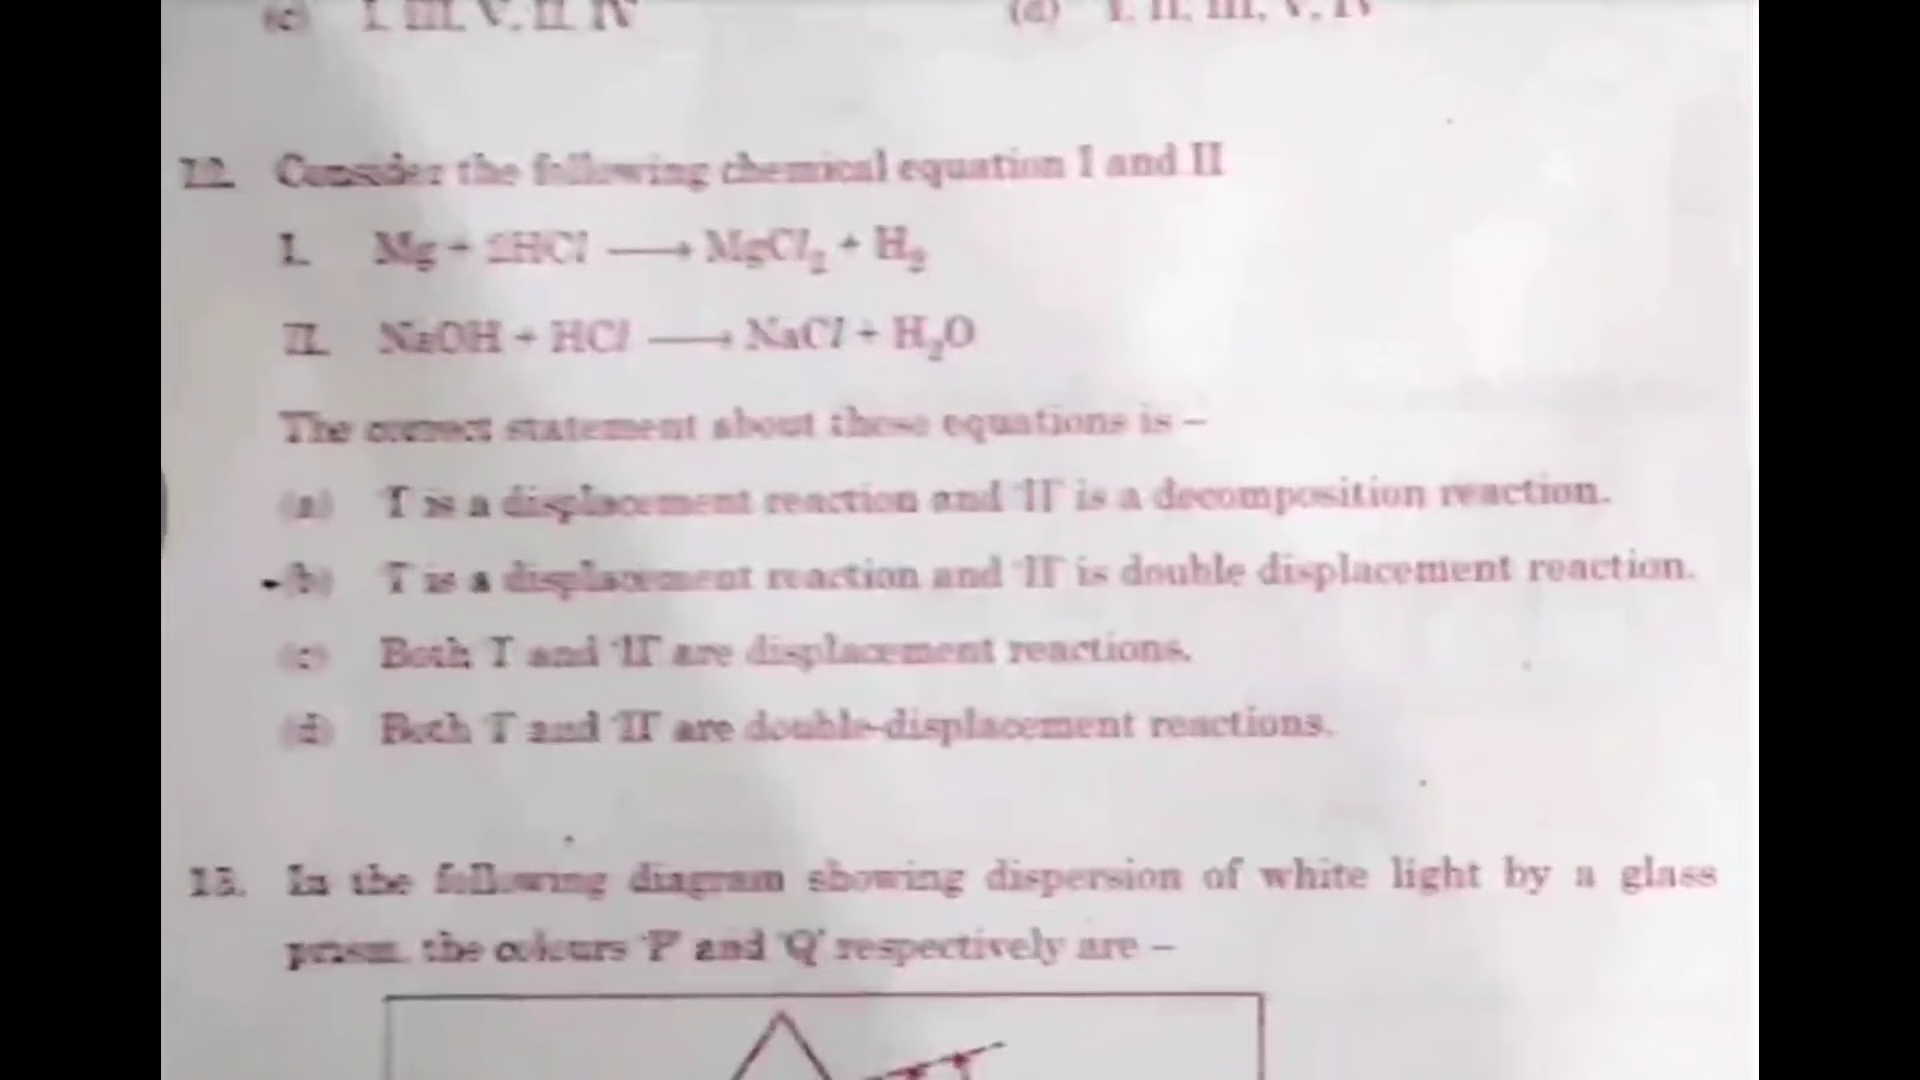 (c) I, III, V, II, IV (d) I, II, III, V, IV
12. Consider the following chemical equation I and II
I. Mg + 2HCl ⟶ MgCl₂ + H₂
II. NaOH + HCl ⟶ NaCl + H₂O
The correct statement about these equations is –
(a) 'I' is a displacement reaction and 'II' is a decomposition reaction.
(b) 'I' is a displacement reaction and 'II' is double displacement reaction.
(c) Both 'I' and 'II' are displacement reactions.
(d) Both 'I' and 'II' are double-displacement reactions.
13. In the following diagram showing dispersion of white light by a glass
prism, the colours 'P' and 'Q' respectively are –